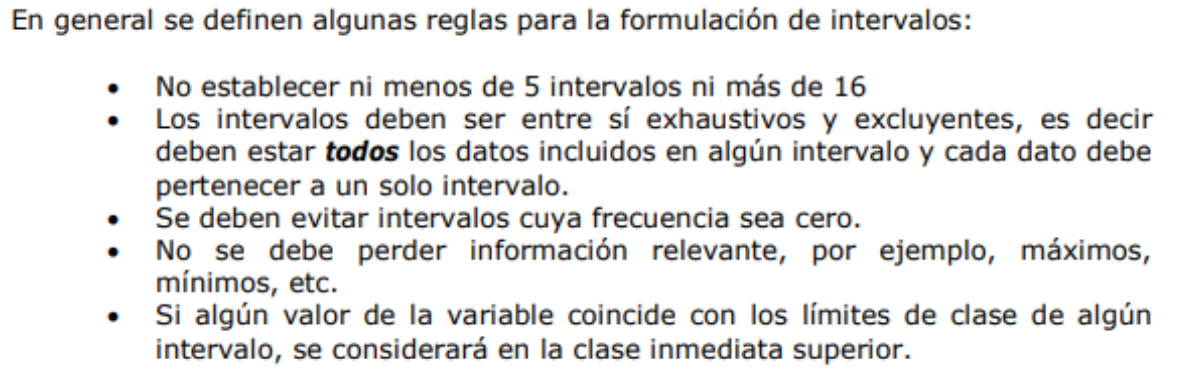 En general se definen algunas reglas para la formulación de intervalos:
• No establecer ni menos de 5 intervalos ni más de 16
• Los intervalos deben ser entre sí exhaustivos y excluyentes, es decir
deben estar todos los datos incluidos en algún intervalo y cada dato debe
pertenecer a un solo intervalo.
• Se deben evitar intervalos cuya frecuencia sea cero.
• No se debe perder información relevante, por ejemplo, máximos,
mínimos, etc.
• Si algún valor de la variable coincide con los límites de clase de algún
intervalo, se considerará en la clase inmediata superior.